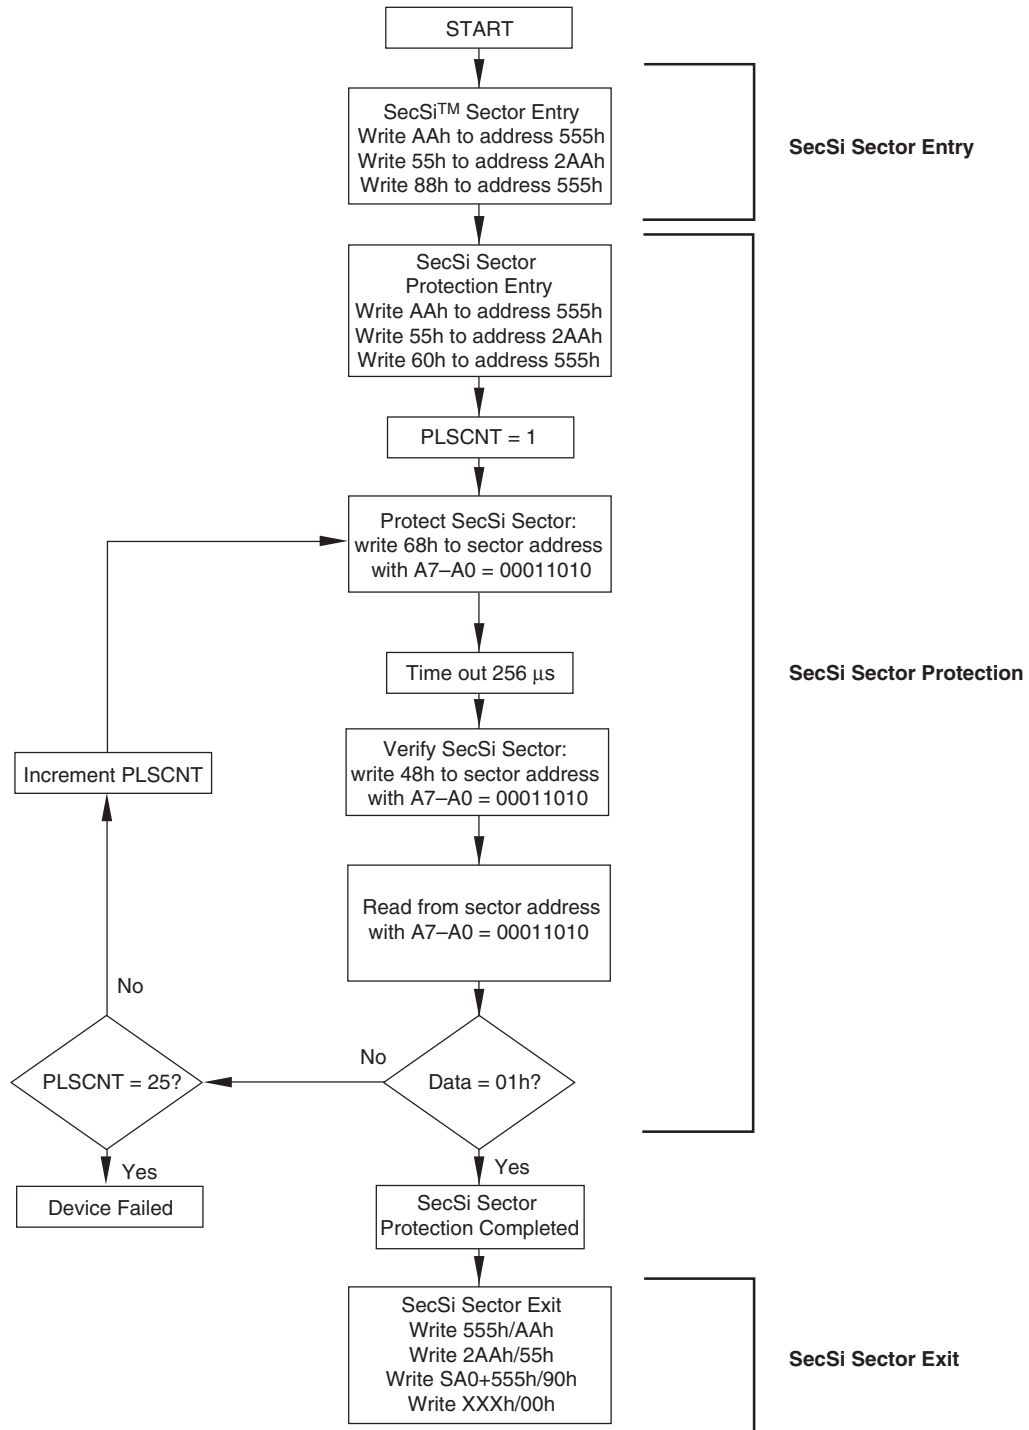 START
SecSi™ Sector Entry
Write AAh to address 555h
Write 55h to address 2AAh
Write 88h to address 555h
SecSi Sector Entry
SecSi Sector
Protection Entry
Write AAh to address 555h
Write 55h to address 2AAh
Write 60h to address 555h
PLSCNT = 1
Protect SecSi Sector:
write 68h to sector address
with A7–A0 = 00011010
Time out 256 μs
SecSi Sector Protection
Verify SecSi Sector:
write 48h to sector address
with A7–A0 = 00011010
Increment PLSCNT
Read from sector address
with A7–A0 = 00011010
No
No
PLSCNT = 25?
Data = 01h?
Yes
Yes
Device Failed
SecSi Sector
Protection Completed
SecSi Sector Exit
Write 555h/AAh
Write 2AAh/55h
Write SA0+555h/90h
Write XXXh/00h
SecSi Sector Exit